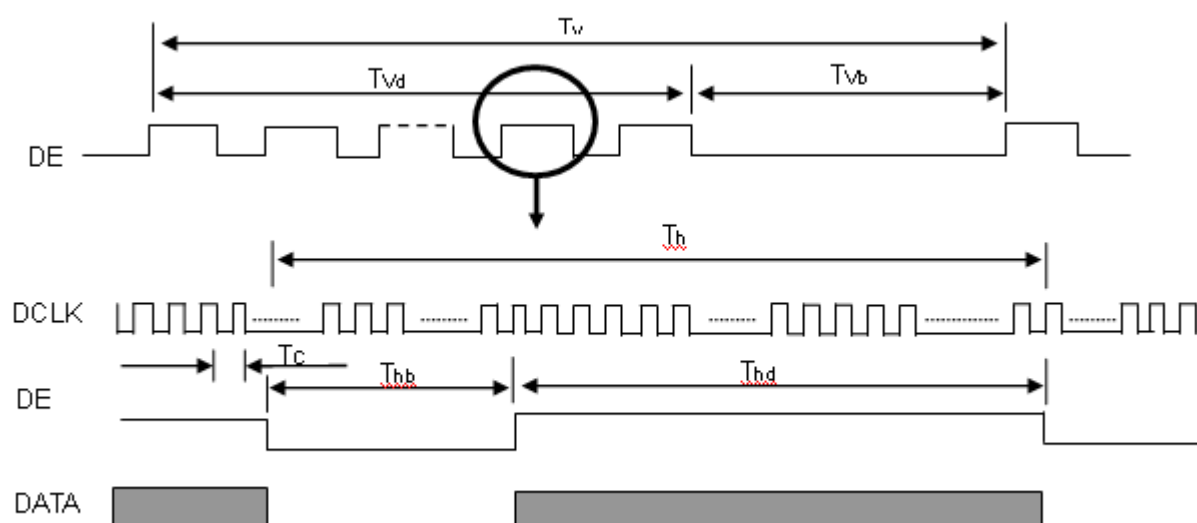 Tv
Tvd
Tvb
DE
Th
DCLK
Tc
Thb
Thd
DE
DATA